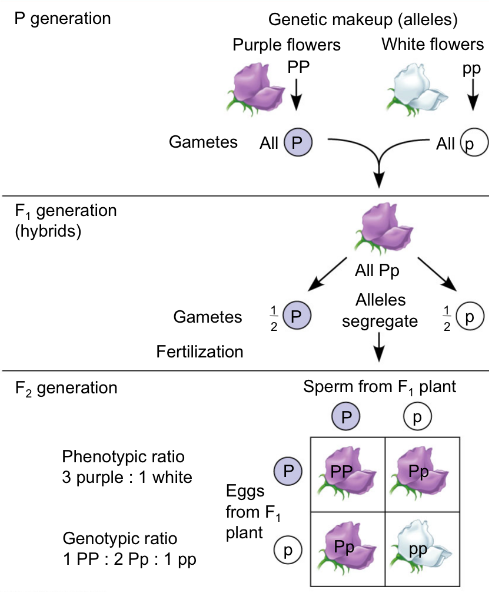 P generation
Genetic makeup (alleles)
Purple flowers
White flowers
PP
pp
Gametes
All P
All p
F₁ generation
(hybrids)
All Pp
Gametes
1/2 P
Alleles
segregate
1/2 p
Fertilization
F₂ generation
Sperm from F₁ plant
P
p
Phenotypic ratio
3 purple : 1 white
P
PP
Pp
Eggs
from F₁
plant
Genotypic ratio
1 PP : 2 Pp : 1 pp
p
Pp
pp